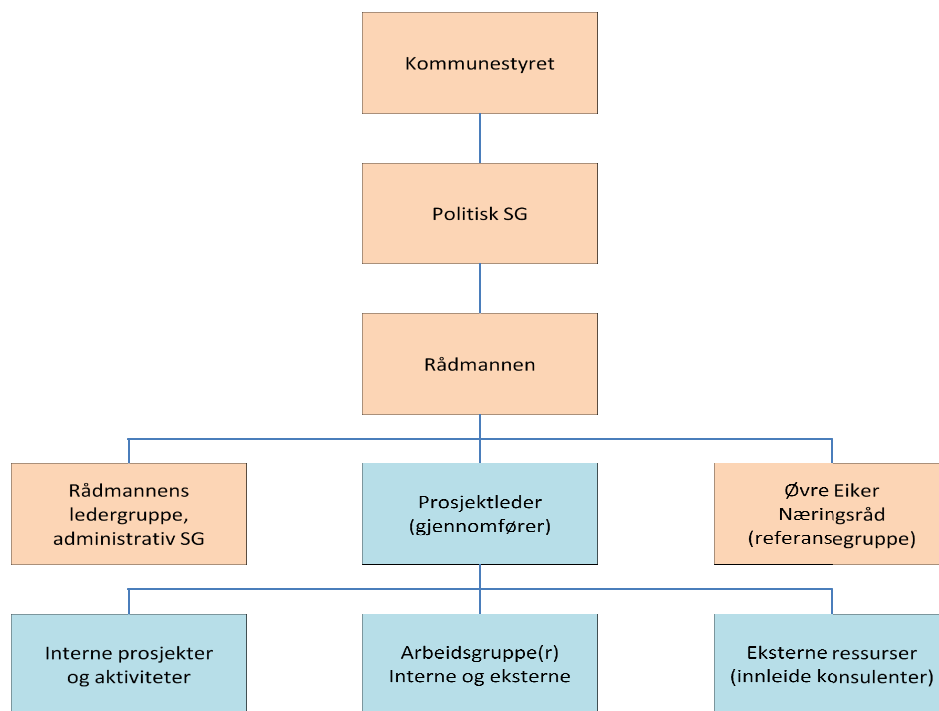 Kommunestyret
Politisk SG
Rådmannen
Rådmannens
ledergruppe,
administrativ SG
Prosjektleder
(gjennomfører)
Øvre Eiker
Næringsråd
(referansegruppe)
Interne prosjekter
og aktiviteter
Arbeidsgruppe(r)
Interne og eksterne
Eksterne ressurser
(innleide konsulenter)